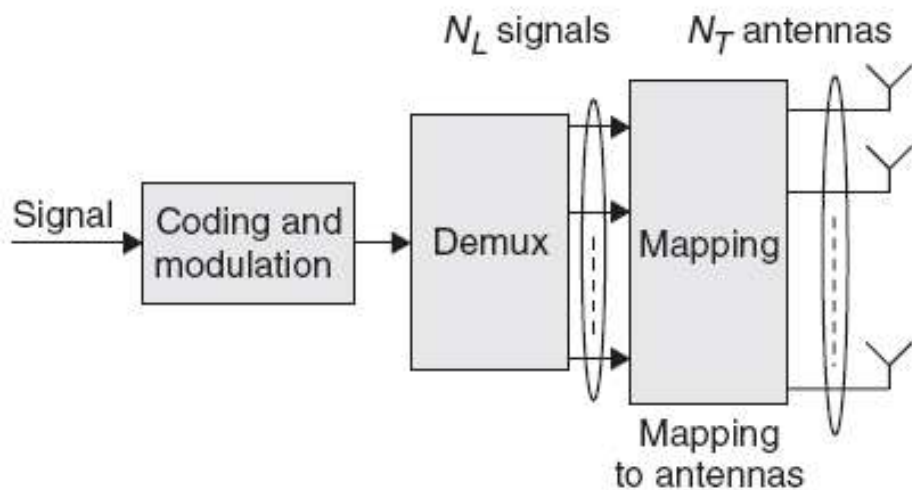 N_L signals
N_T antennas
Signal
Coding and
modulation
Demux
Mapping
Mapping
to antennas